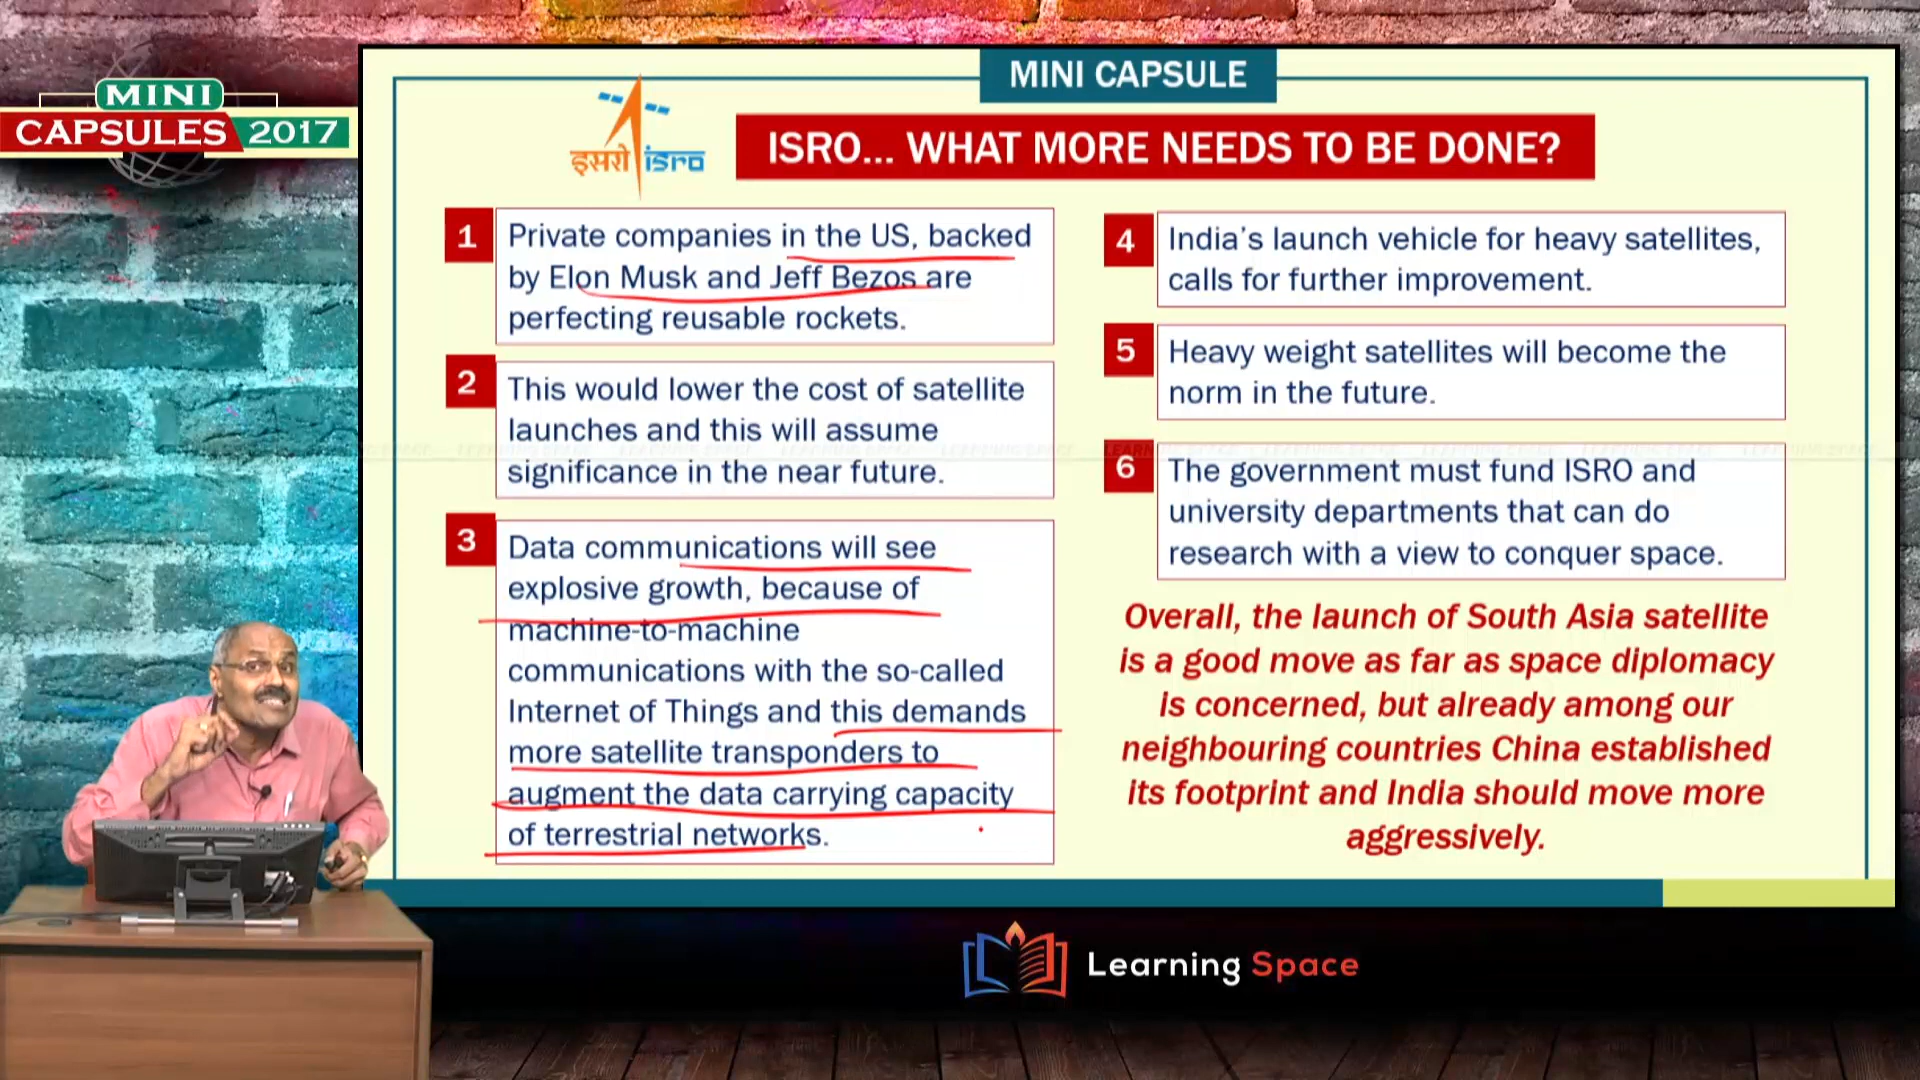 MINI
CAPSULES 2017
MINI CAPSULE
इसरो isro
ISRO... WHAT MORE NEEDS TO BE DONE?
1
Private companies in the US, backed
by Elon Musk and Jeff Bezos are
perfecting reusable rockets.
2
This would lower the cost of satellite
launches and this will assume
significance in the near future.
3
Data communications will see
explosive growth, because of
machine-to-machine
communications with the so-called
Internet of Things and this demands
more satellite transponders to
augment the data carrying capacity
of terrestrial networks.
4
India's launch vehicle for heavy satellites,
calls for further improvement.
5
Heavy weight satellites will become the
norm in the future.
6
The government must fund ISRO and
university departments that can do
research with a view to conquer space.
Overall, the launch of South Asia satellite
is a good move as far as space diplomacy
is concerned, but already among our
neighbouring countries China established
its footprint and India should move more
aggressively.
Learning Space